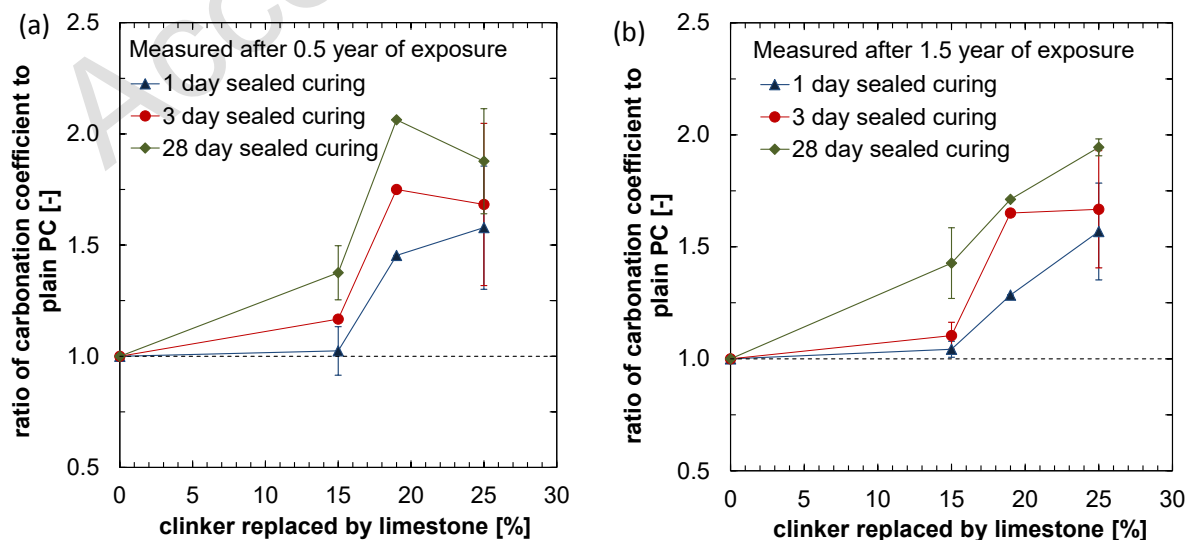 (a)
Acce
Measured after 0.5 year of exposure
1 day sealed curing
3 day sealed curing
28 day sealed curing
2.5
2.0
1.5
1.0
0.5
0 5 10 15 20 25 30
ratio of carbonation coefficient to
plain PC [-]
clinker replaced by limestone [%]
(b)
Measured after 1.5 year of exposure
1 day sealed curing
3 day sealed curing
28 day sealed curing
2.5
2.0
1.5
1.0
0.5
0 5 10 15 20 25 30
ratio of carbonation coefficient to
plain PC [-]
clinker replaced by limestone [%]